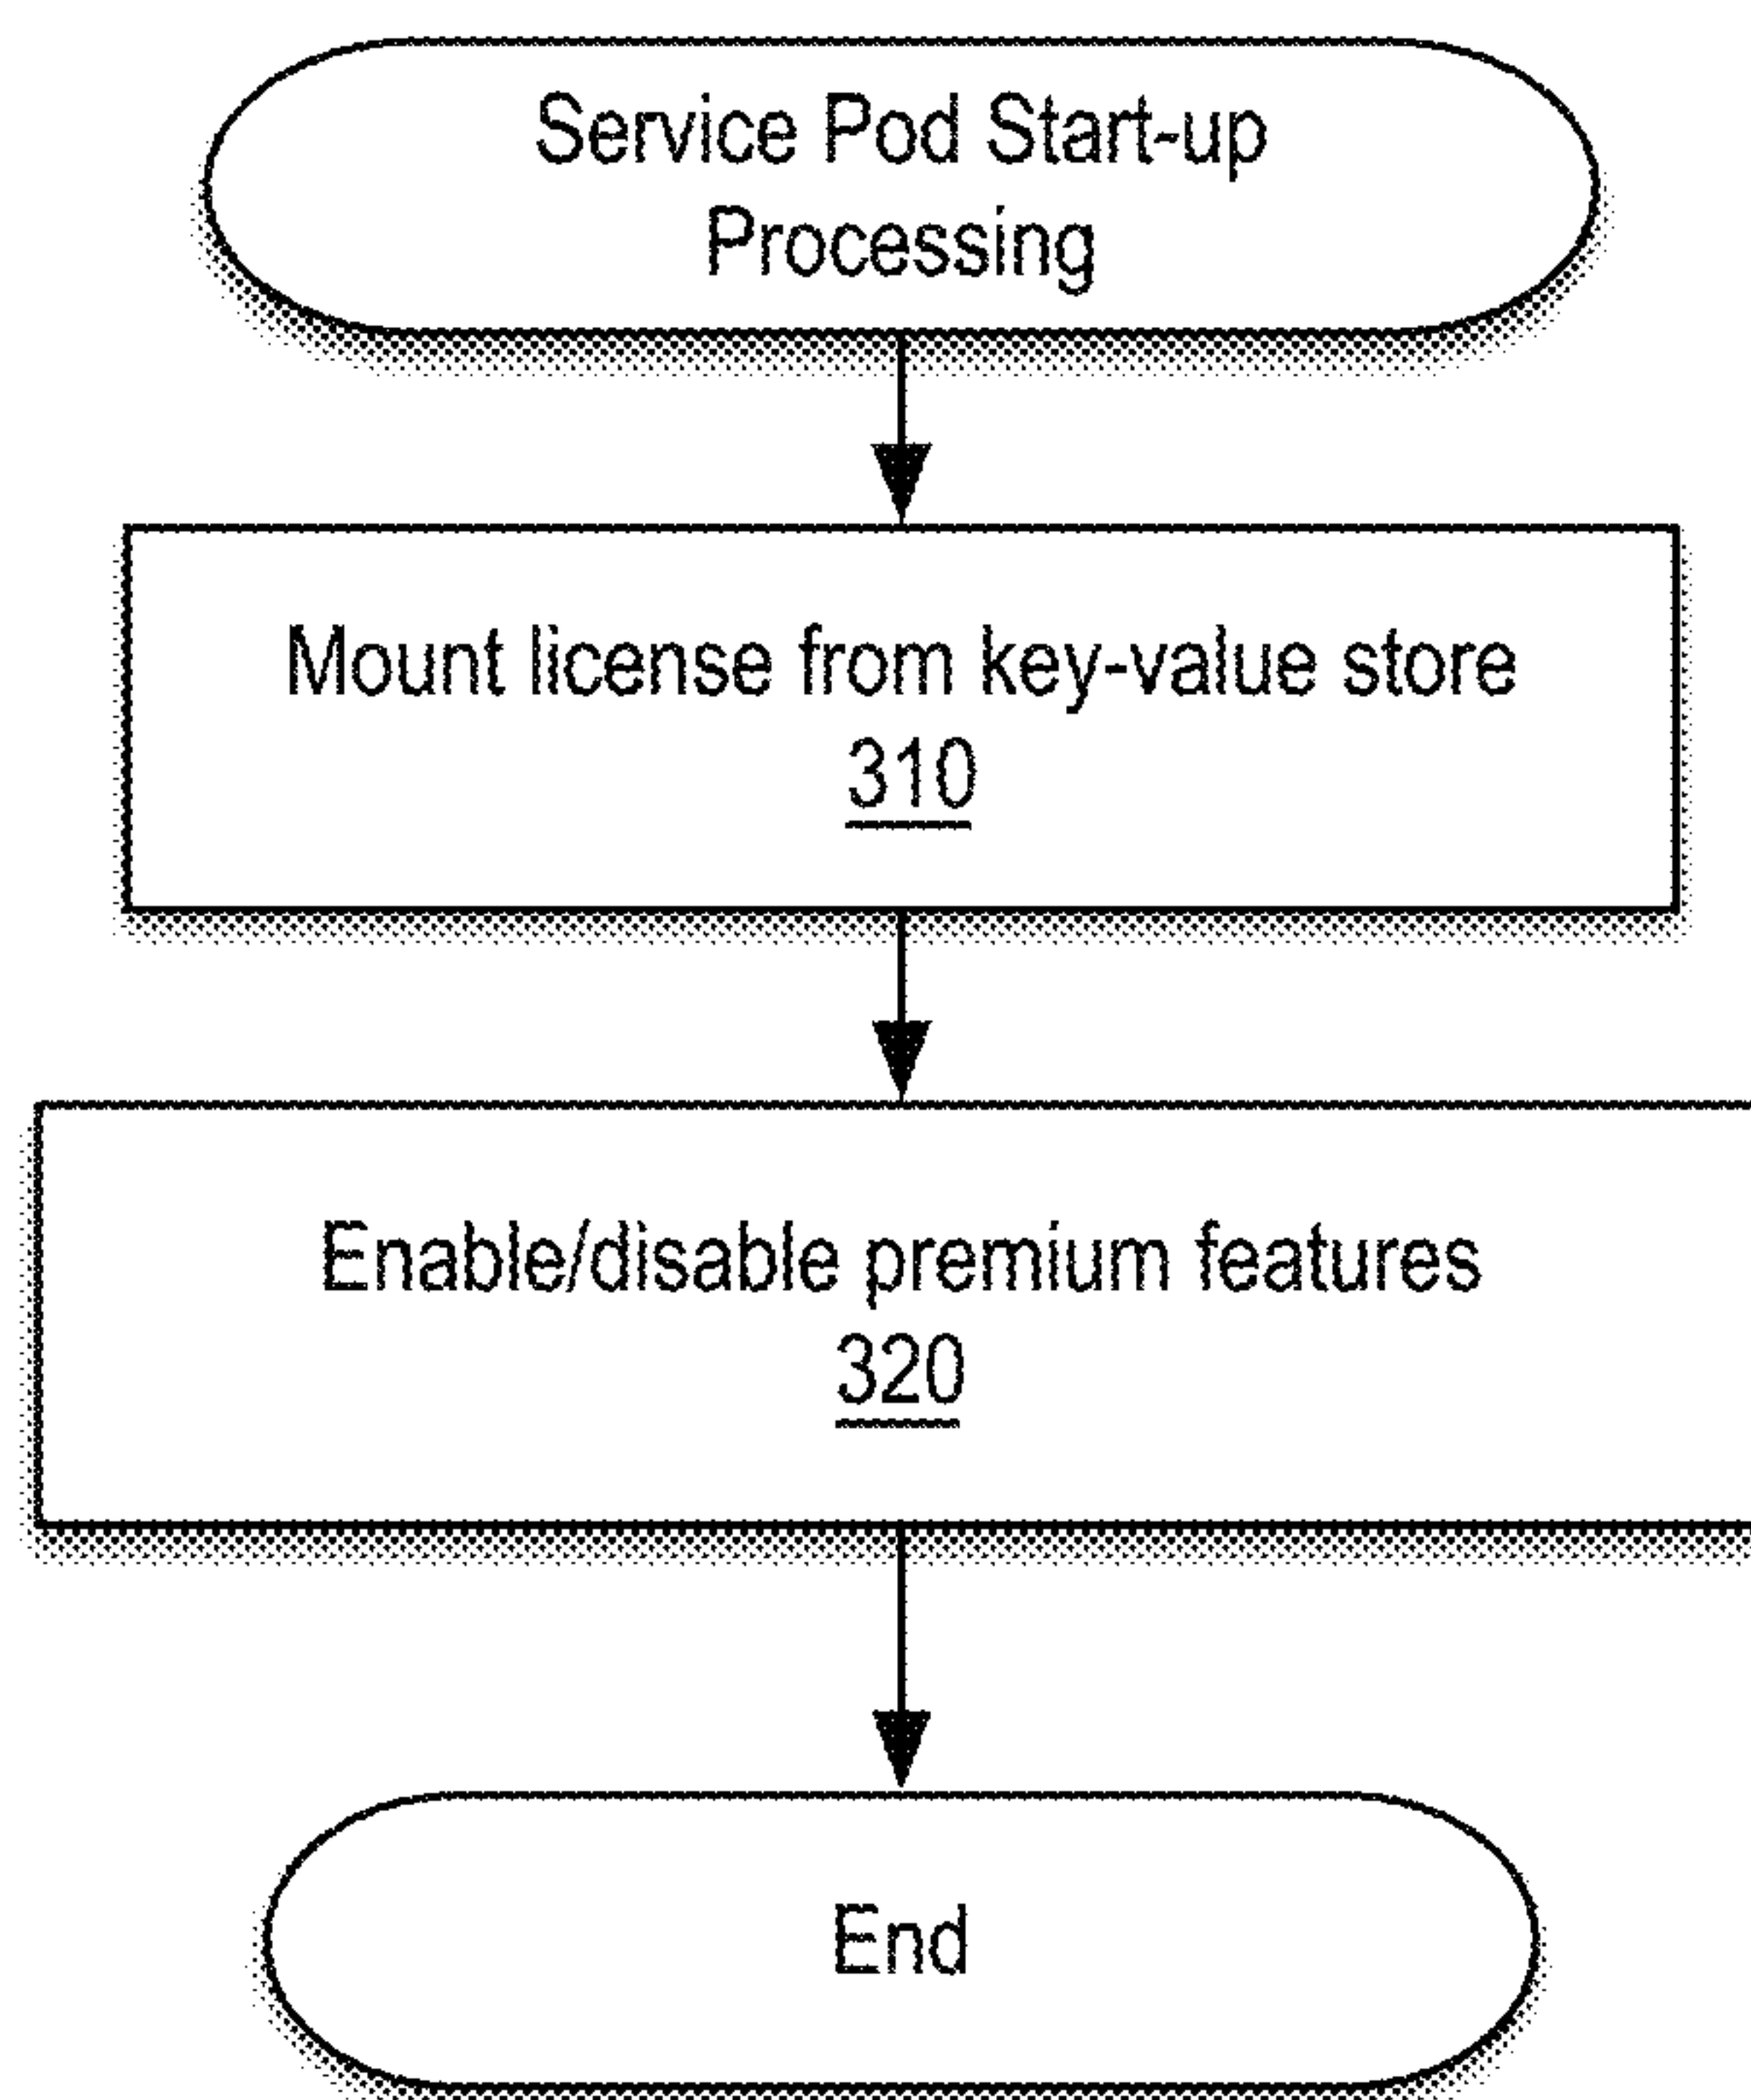 Service Pod Start-up
Processing
Mount license from key-value store
310
Enable/disable premium features
320
End